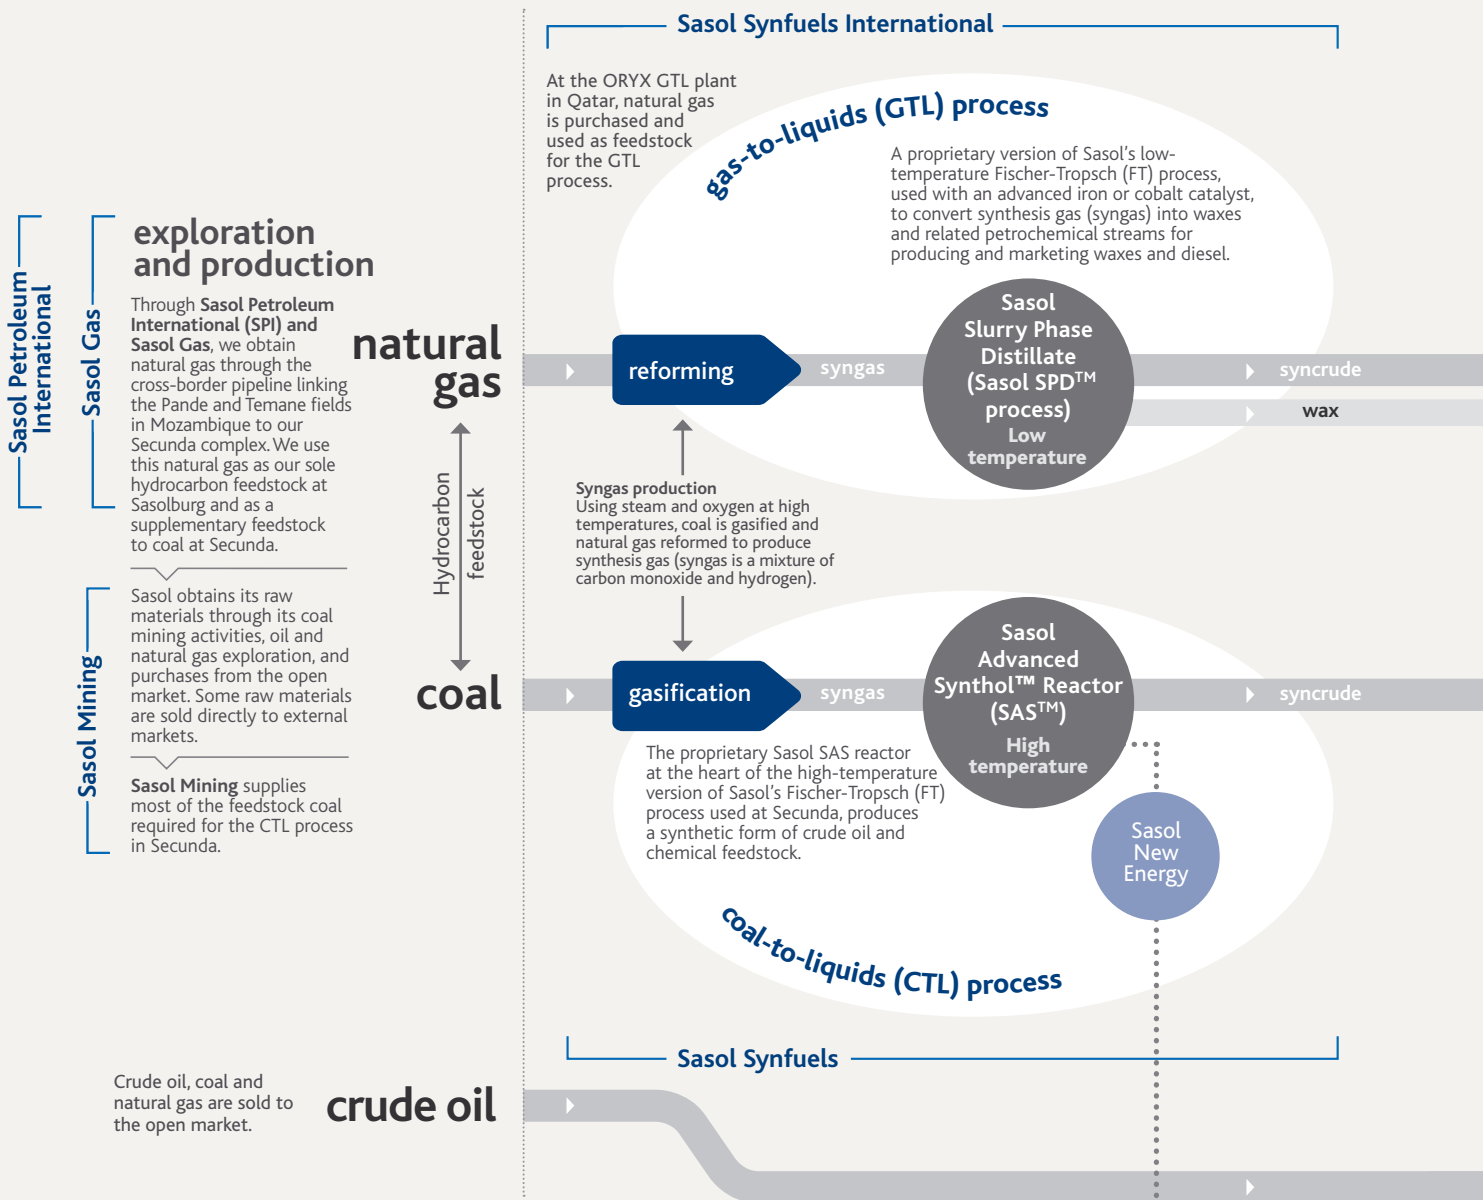 Sasol Synfuels International
At the ORYX GTL plant
in Qatar, natural gas
is purchased and
used as feedstock
for the GTL
process.
gas-to-liquids (GTL) process
A proprietary version of Sasol's low-
temperature Fischer-Tropsch (FT) process,
used with an advanced iron or cobalt catalyst,
to convert synthesis gas (syngas) into waxes
and related petrochemical streams for
producing and marketing waxes and diesel.
Sasol Petroleum
International
Sasol Gas
exploration
and production
Through Sasol Petroleum
International (SPI) and
Sasol Gas, we obtain
natural gas through the
cross-border pipeline linking
the Pande and Temane fields
in Mozambique to our
Secunda complex. We use
this natural gas as our sole
hydrocarbon feedstock at
Sasolburg and as a
supplementary feedstock
to coal at Secunda.
natural
gas
reforming
syngas
Sasol
Slurry Phase
Distillate
(Sasol SPD™
process)
Low
temperature
syncrude
wax
Hydrocarbon
feedstock
Syngas production
Using steam and oxygen at high
temperatures, coal is gasified and
natural gas reformed to produce
synthesis gas (syngas is a mixture of
carbon monoxide and hydrogen).
Sasol Mining
Sasol obtains its raw
materials through its coal
mining activities, oil and
natural gas exploration, and
purchases from the open
market. Some raw materials
are sold directly to external
markets.
Sasol Mining supplies
most of the feedstock coal
required for the CTL process
in Secunda.
coal
gasification
syngas
Sasol
Advanced
Synthol™ Reactor
(SAS™)
High
temperature
syncrude
The proprietary Sasol SAS reactor
at the heart of the high-temperature
version of Sasol's Fischer-Tropsch (FT)
process used at Secunda, produces
a synthetic form of crude oil and
chemical feedstock.
Sasol
New
Energy
coal-to-liquids (CTL) process
Sasol Synfuels
Crude oil, coal and
natural gas are sold to
the open market.
crude oil